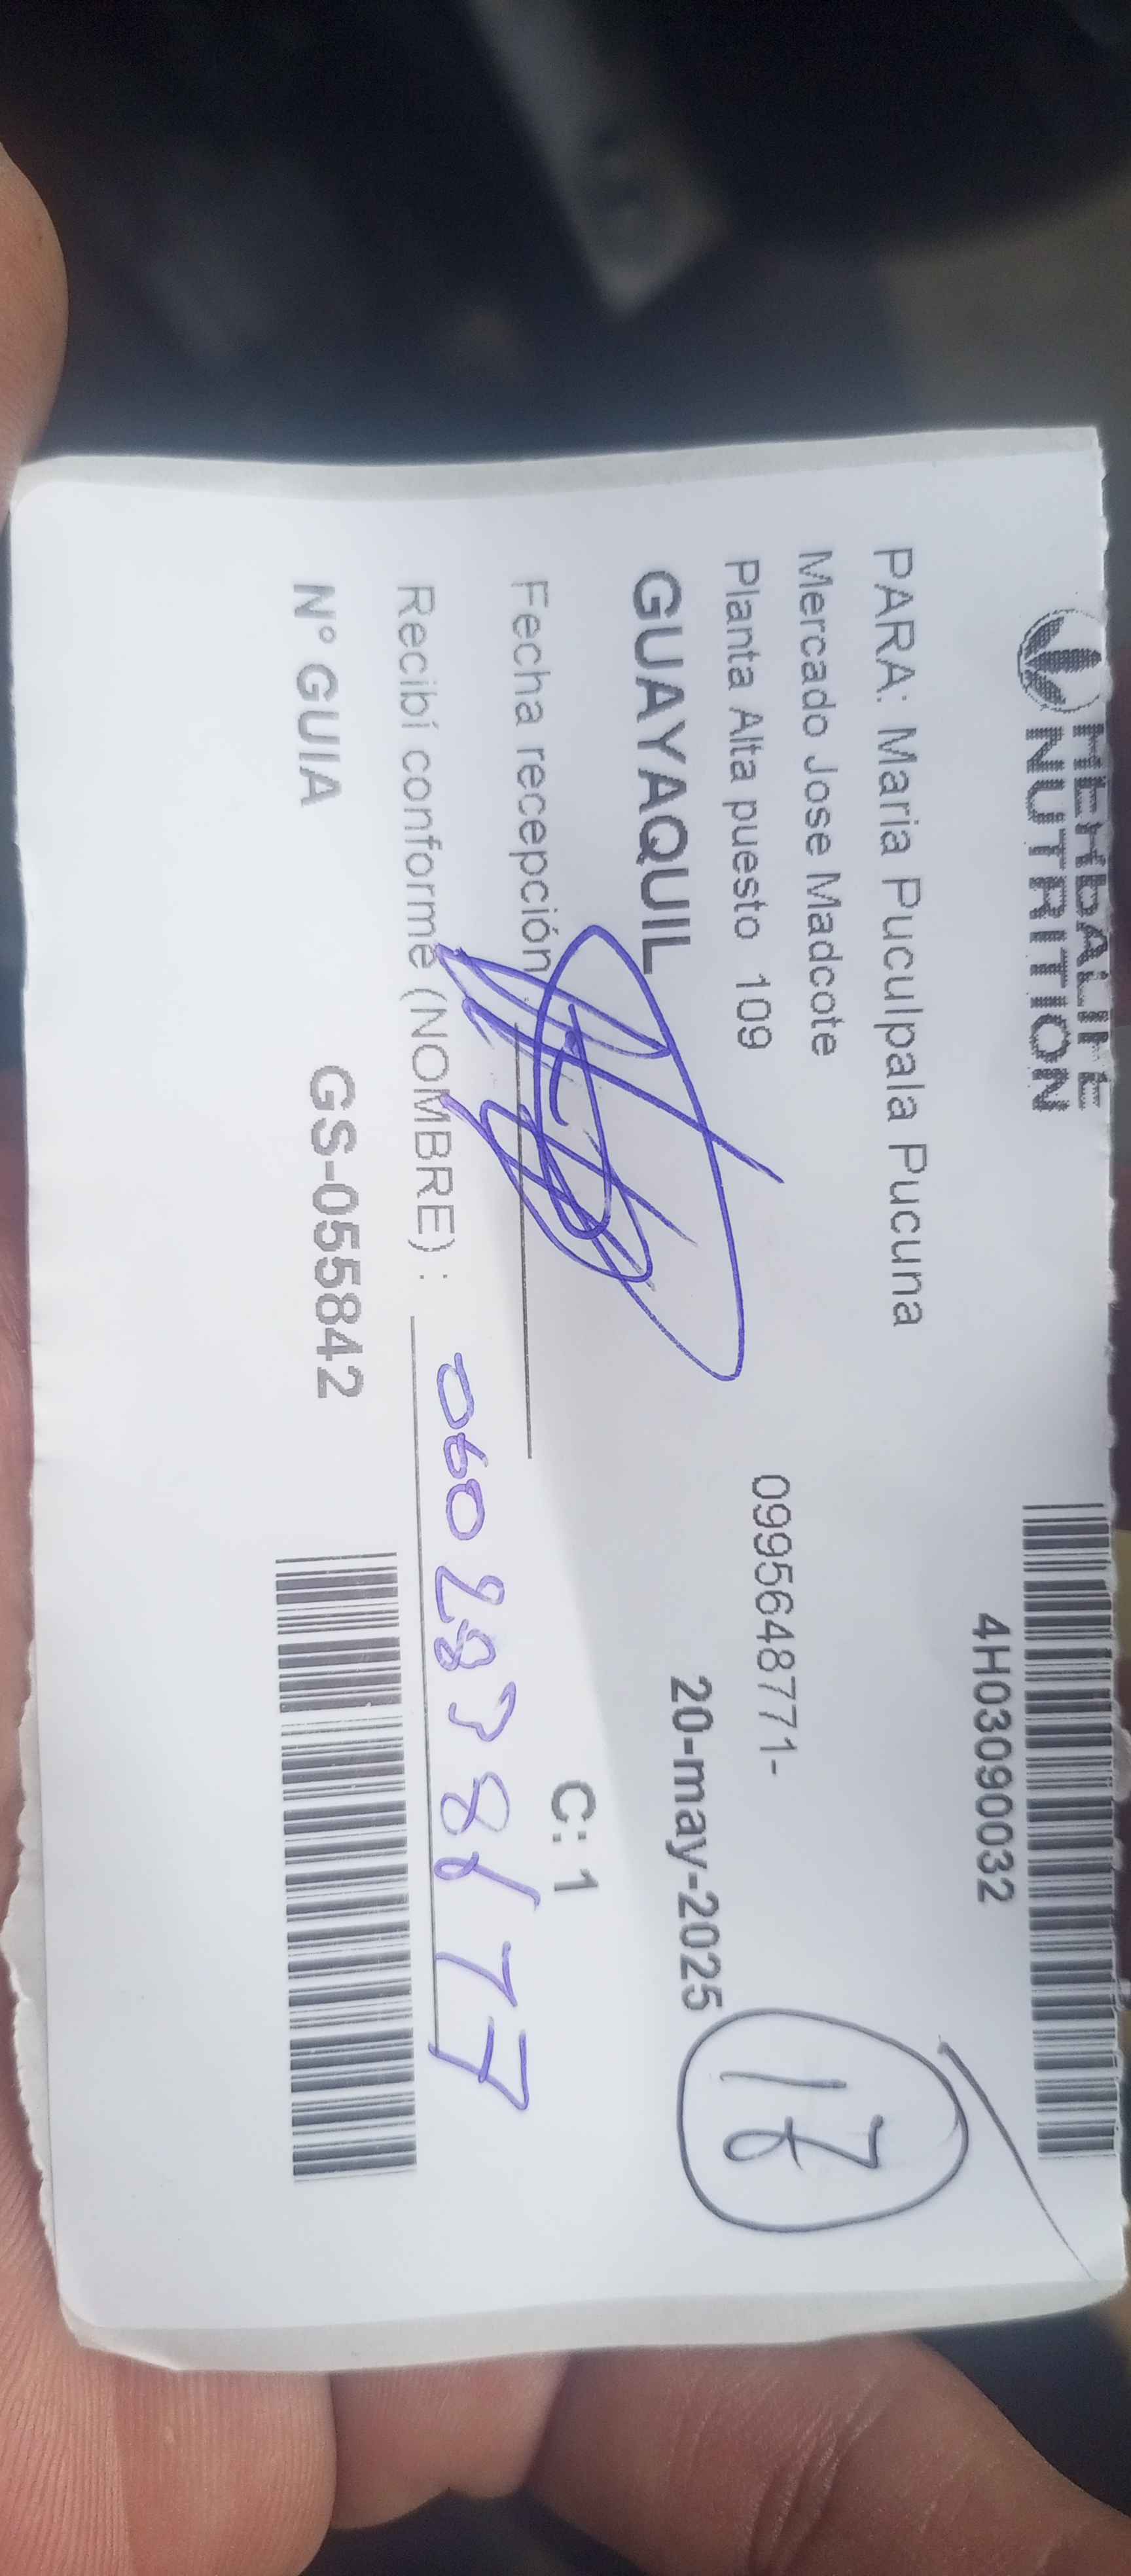 HERBALIFE
NUTRITION
4H03090032
PARA: Maria Puculpala Pucuna
Mercado Jose Madcote
Planta Alta puesto 109
0995648771-
GUAYAQUIL
20-may-2025
Fecha recepción
C: 1
Recibí conforme (NOMBRE) :
N° GUIA
GS-055842